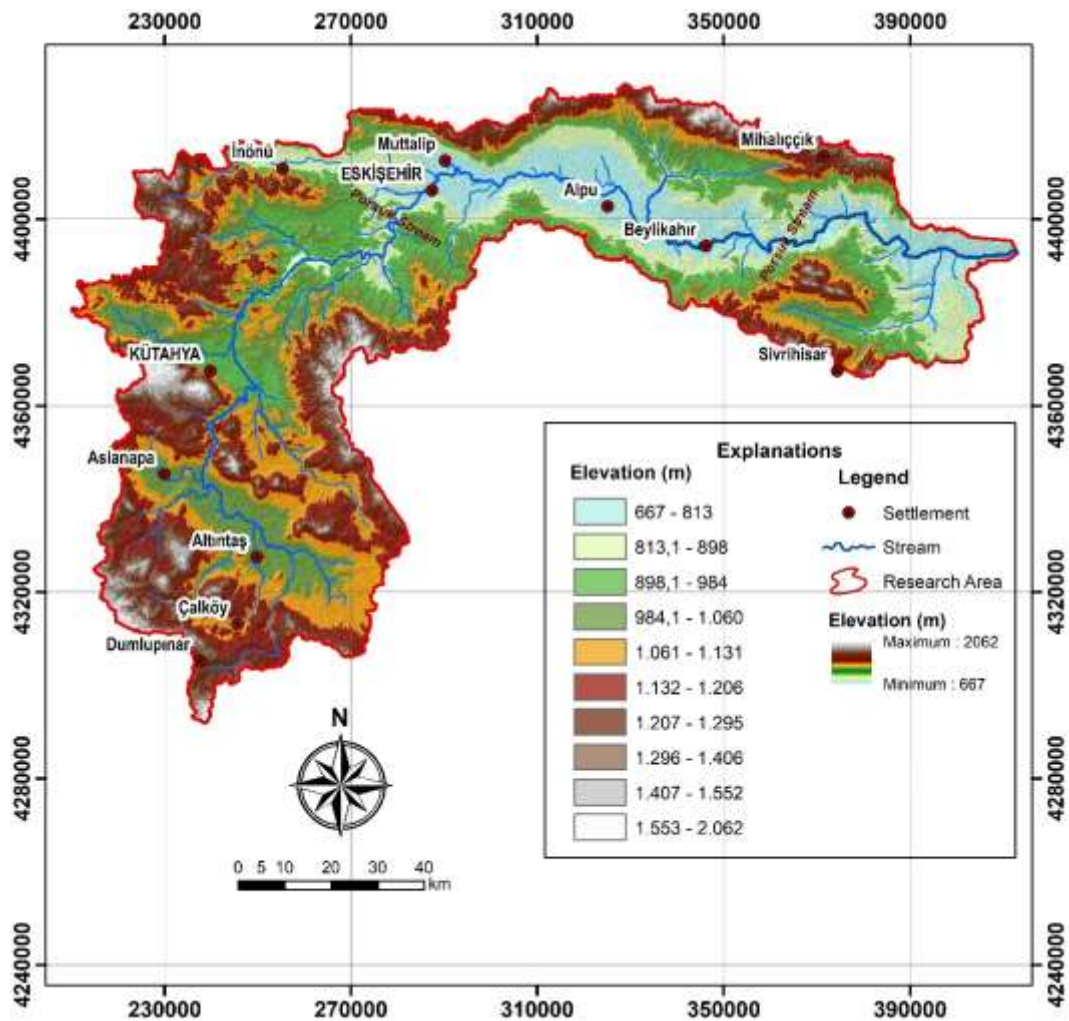 230000 270000 310000 350000 390000
4400000
4360000
4320000
4280000
4240000
4400000
4360000
4320000
4280000
4240000
Mihalıççık
Muttalip
İnönü
ESKİŞEHİR
Porsuk Stream
Alpu
Porsuk Stream
Beylikahır
KÜTAHYA
Sivrihisar
Aslanapa
Altıntaş
Çalköy
Dumlupınar
Explanations
Elevation (m)
667 - 813
813,1 - 898
898,1 - 984
984,1 - 1.060
1.061 - 1.131
1.132 - 1.206
1.207 - 1.295
1.296 - 1.406
1.407 - 1.552
1.553 - 2.062
Legend
Settlement
Stream
Research Area
Elevation (m)
Maximum : 2062
Minimum : 667
N
0 5 10 20 30 40
km
230000 270000 310000 350000 390000